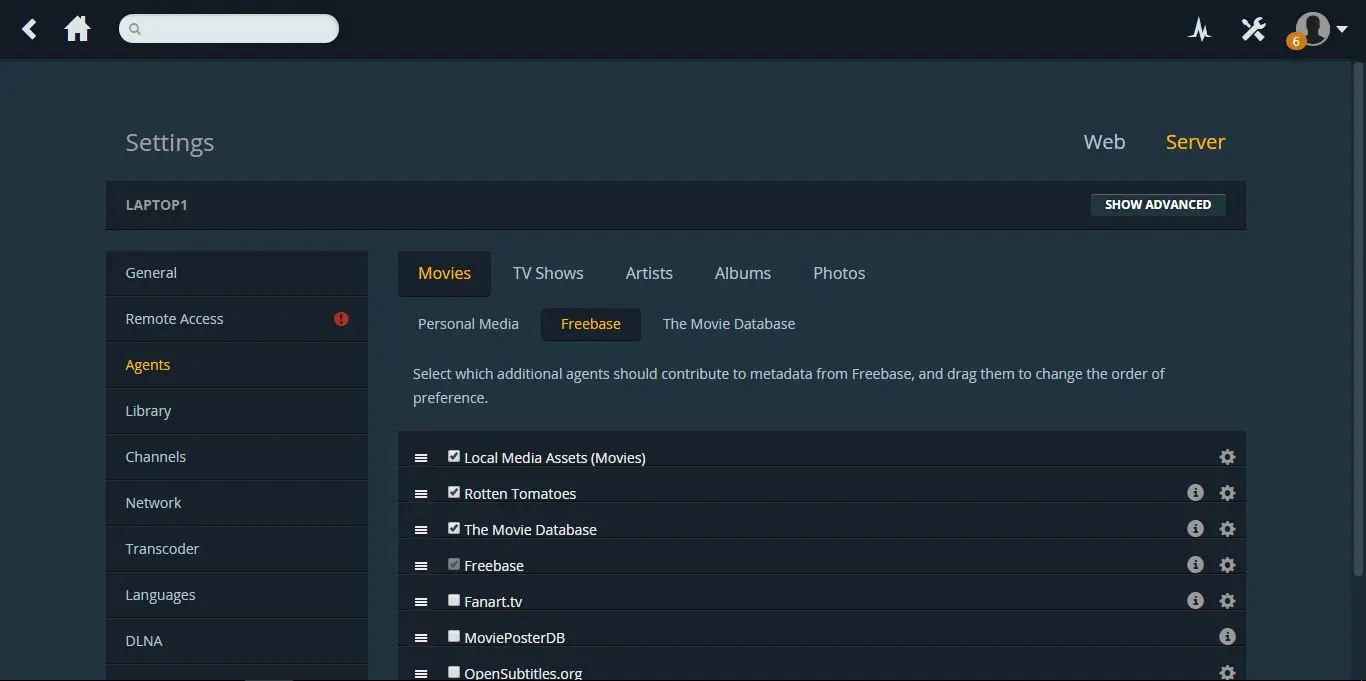 6
Settings
Web
Server
LAPTOP1
SHOW ADVANCED
General
Remote Access
Agents
Library
Channels
Network
Transcoder
Languages
DLNA
Movies
TV Shows
Artists
Albums
Photos
Personal Media
Freebase
The Movie Database
Select which additional agents should contribute to metadata from Freebase, and drag them to change the order of
preference.
Local Media Assets (Movies)
Rotten Tomatoes
The Movie Database
Freebase
Fanart.tv
MoviePosterDB
OpenSubtitles.org